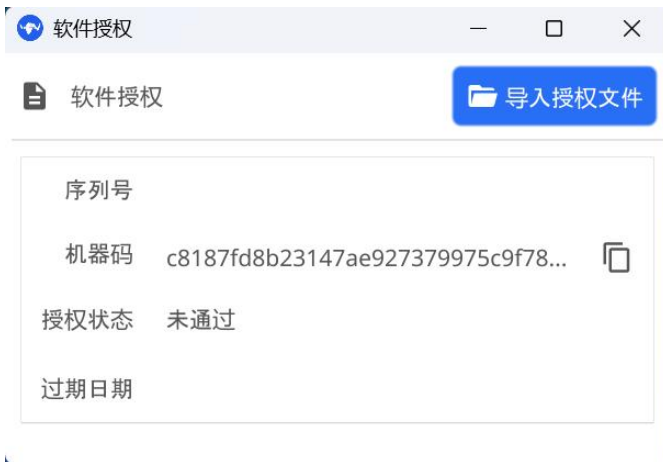 软件授权
软件授权
导入授权文件
序列号
机器码 c8187fd8b23147ae927379975c9f78...
授权状态 未通过
过期日期